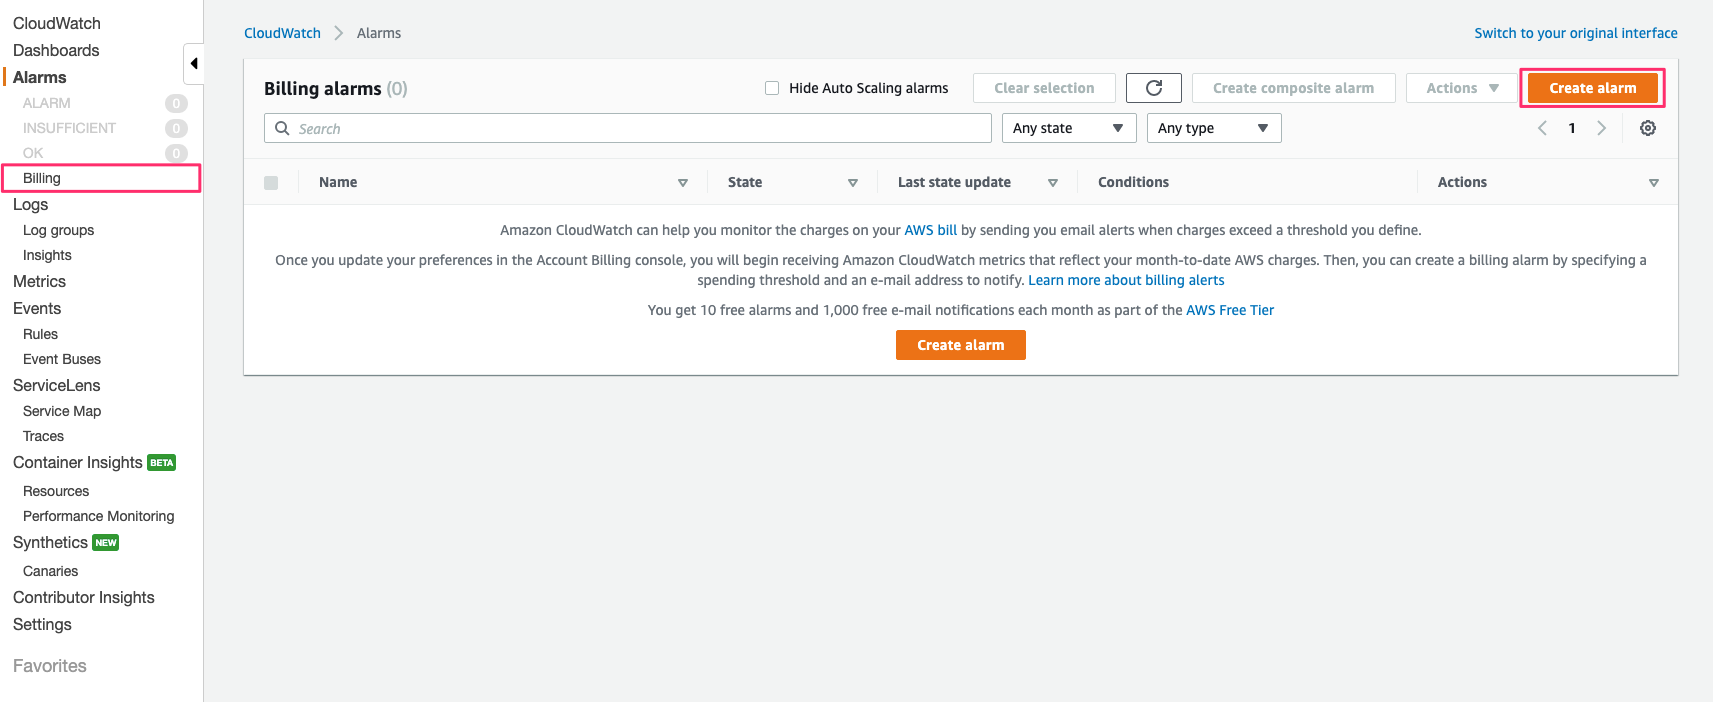 CloudWatch
Dashboards
Alarms
ALARM 0
INSUFFICIENT 0
OK 0
Billing
Logs
Log groups
Insights
Metrics
Events
Rules
Event Buses
ServiceLens
Service Map
Traces
Container Insights BETA
Resources
Performance Monitoring
Synthetics NEW
Canaries
Contributor Insights
Settings
Favorites
CloudWatch Alarms
Switch to your original interface
Billing alarms (0)
Hide Auto Scaling alarms
Clear selection
Create composite alarm
Actions
Create alarm
Search
Any state
Any type
1
Name State Last state update Conditions Actions
Amazon CloudWatch can help you monitor the charges on your AWS bill by sending you email alerts when charges exceed a threshold you define.
Once you update your preferences in the Account Billing console, you will begin receiving Amazon CloudWatch metrics that reflect your month-to-date AWS charges. Then, you can create a billing alarm by specifying a
spending threshold and an e-mail address to notify. Learn more about billing alerts
You get 10 free alarms and 1,000 free e-mail notifications each month as part of the AWS Free Tier
Create alarm